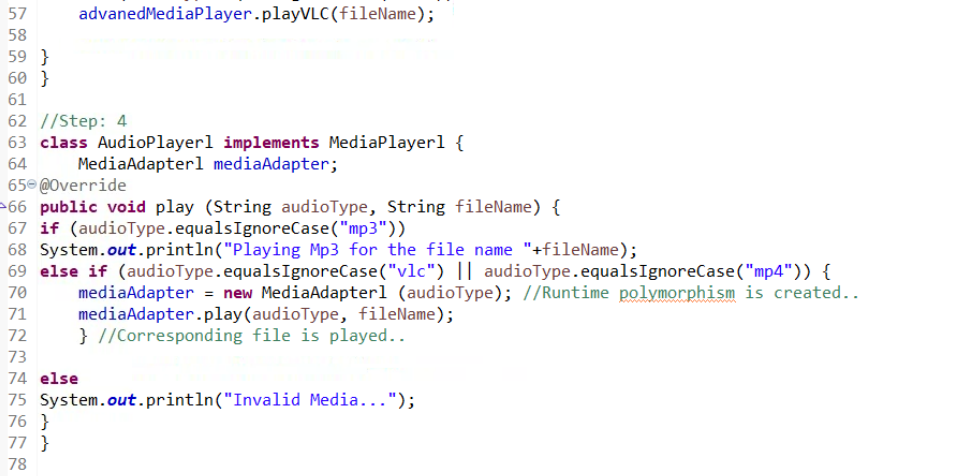 57 advanedMediaPlayer.playVLC(fileName);
58
59 }
60 }
61
62 //Step: 4
63 class AudioPlayerl implements MediaPlayerl {
64 MediaAdapterl mediaAdapter;
65 @Override
66 public void play (String audioType, String fileName) {
67 if (audioType.equalsIgnoreCase("mp3"))
68 System.out.println("Playing Mp3 for the file name "+fileName);
69 else if (audioType.equalsIgnoreCase("vlc") || audioType.equalsIgnoreCase("mp4")) {
70 mediaAdapter = new MediaAdapterl (audioType); //Runtime polymorphism is created..
71 mediaAdapter.play(audioType, fileName);
72 } //Corresponding file is played..
73
74 else
75 System.out.println("Invalid Media...");
76 }
77 }
78